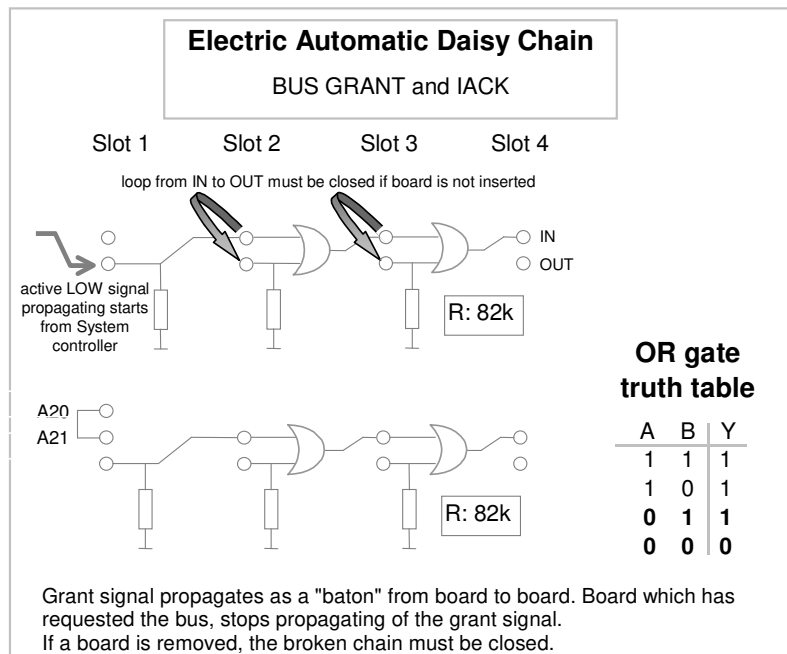 Electric Automatic Daisy Chain
BUS GRANT and IACK
Slot 1 Slot 2 Slot 3 Slot 4
loop from IN to OUT must be closed if board is not inserted
IN
OUT
active LOW signal
propagating starts
from System
controller
R: 82k
OR gate
truth table
A B Y
1 1 1
1 0 1
0 1 1
0 0 0
A20
A21
R: 82k
Grant signal propagates as a "baton" from board to board. Board which has
requested the bus, stops propagating of the grant signal.
If a board is removed, the broken chain must be closed.